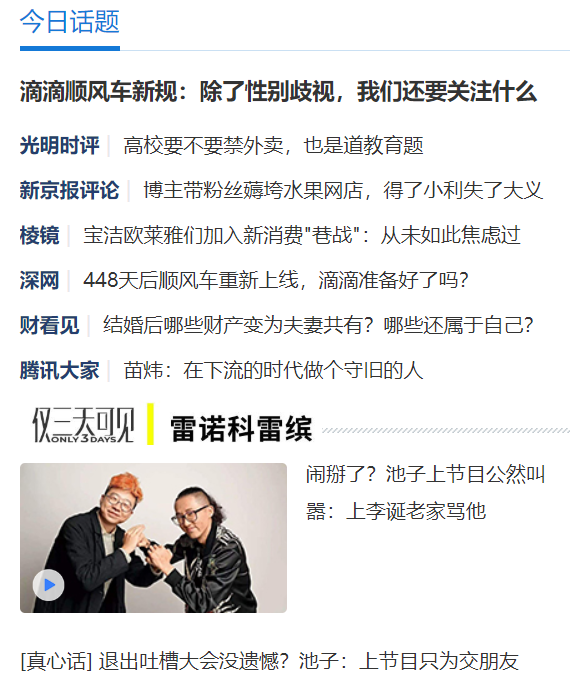 今日话题
滴滴顺风车新规：除了性别歧视，我们还要关注什么
光明时评 高校要不要禁外卖，也是道教育题
新京报评论 博主带粉丝薅垮水果网店，得了小利失了大义
棱镜 宝洁欧莱雅们加入新消费"巷战"：从未如此焦虑过
深网 448天后顺风车重新上线，滴滴准备好了吗？
财看见 结婚后哪些财产变为夫妻共有？哪些还属于自己？
腾讯大家 苗炜：在下流的时代做个守旧的人
仅三天可见 雷诺科雷缤
ONLY 3 DAYS
闹掰了？池子上节目公然叫
嚣：上李诞老家骂他
[真心话] 退出吐槽大会没遗憾？池子：上节目只为交朋友